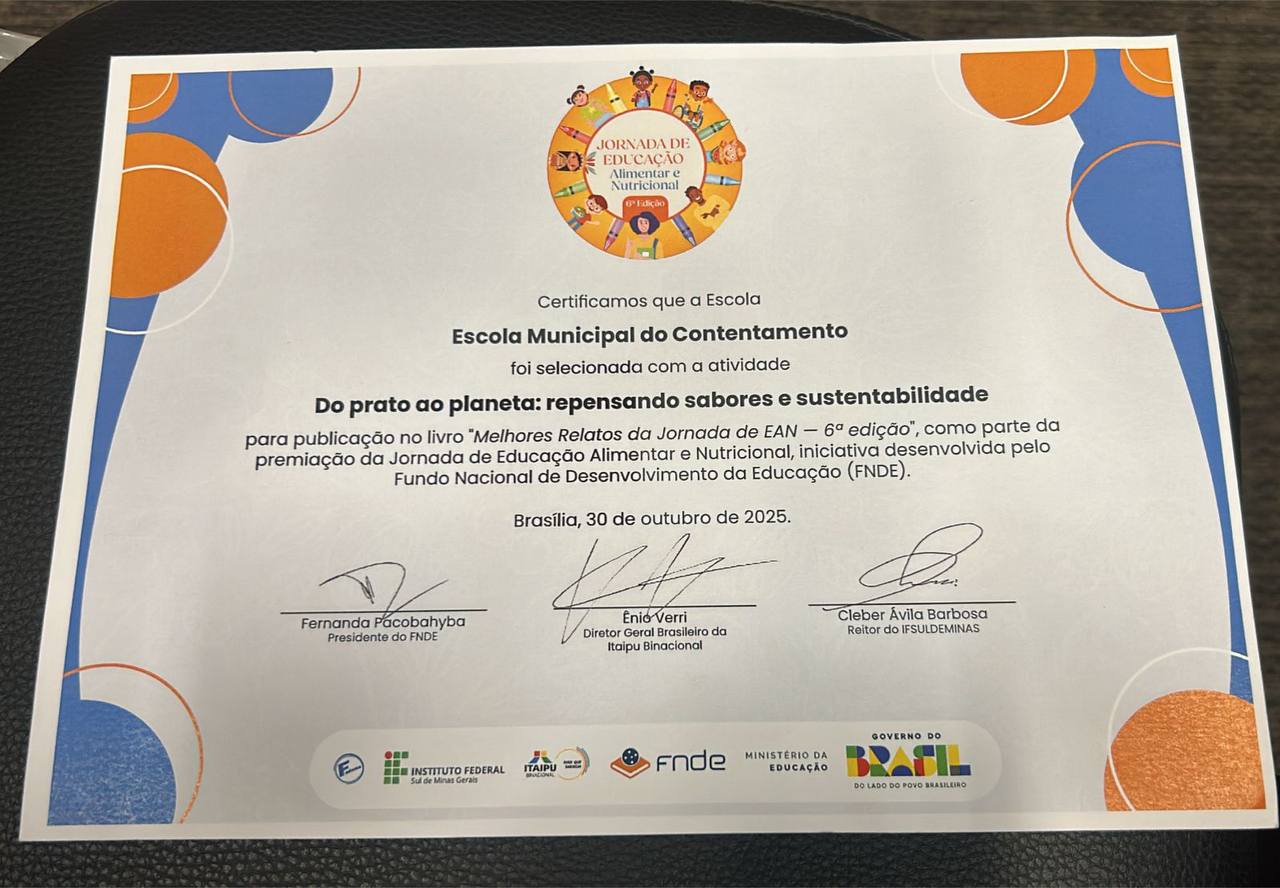 JORNADA DE
EDUCAÇÃO
Alimentar e
Nutricional
6ª Edição
Certificamos que a Escola
Escola Municipal do Contentamento
foi selecionada com a atividade
Do prato ao planeta: repensando sabores e sustentabilidade
para publicação no livro "Melhores Relatos da Jornada de EAN — 6ª edição", como parte da
premiação da Jornada de Educação Alimentar e Nutricional, iniciativa desenvolvida pelo
Fundo Nacional de Desenvolvimento da Educação (FNDE).
Brasília, 30 de outubro de 2025.
Fernanda Pacobahyba
Presidente do FNDE
Ênio Verri
Diretor Geral Brasileiro da
Itaipu Binacional
Cleber Ávila Barbosa
Reitor do IFSULDEMINAS
INSTITUTO FEDERAL
Sul de Minas Gerais
ITAIPU
BINACIONAL
fnde
MINISTÉRIO DA
EDUCAÇÃO
GOVERNO DO
BRASIL
DO LADO DO POVO BRASILEIRO